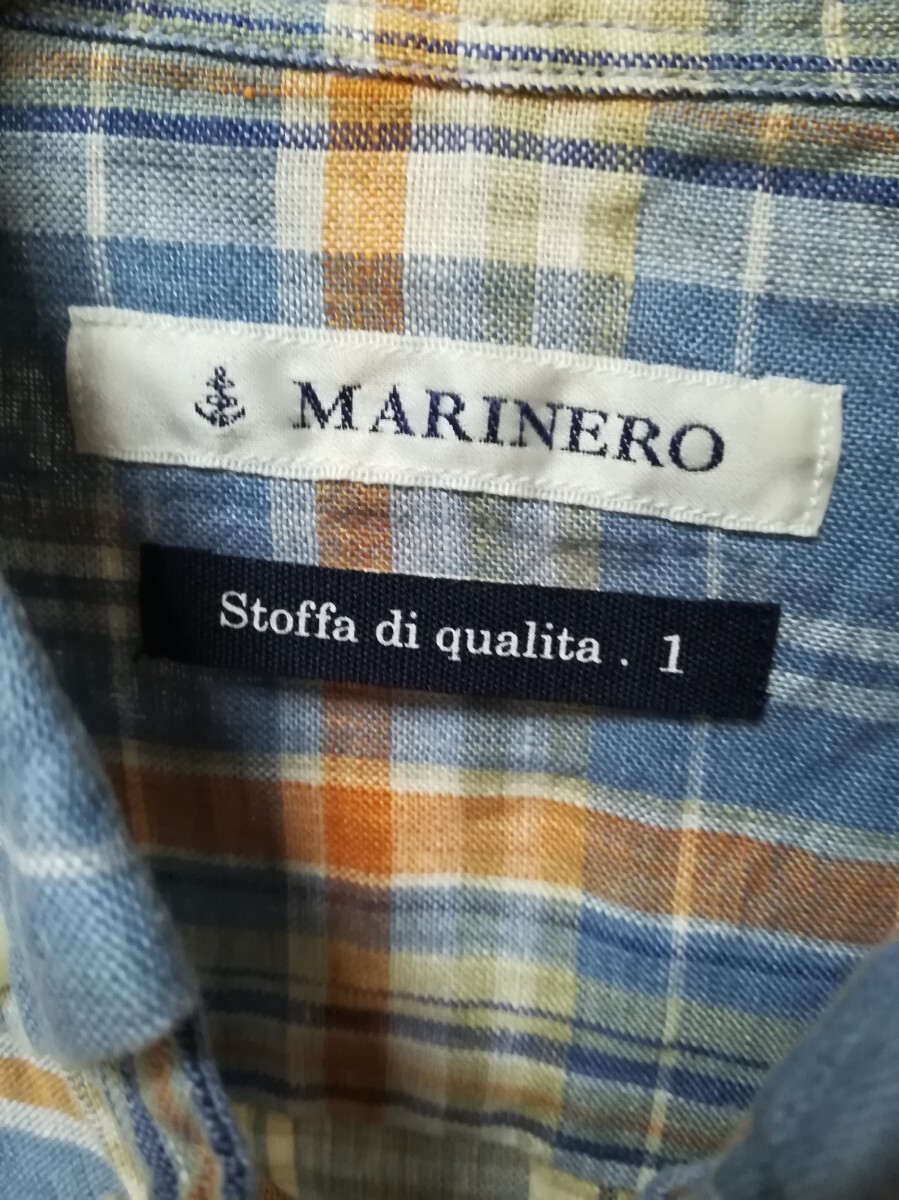 MARINERO
Stoffa di qualita . 1